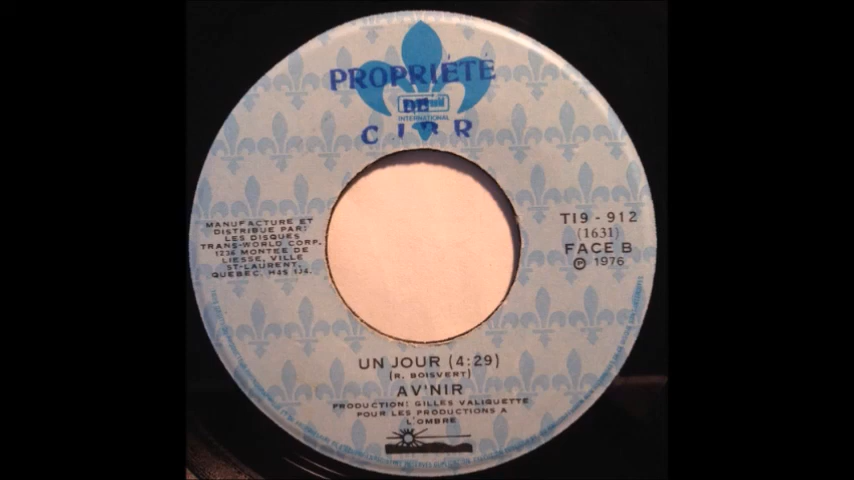 PROPRIÉTÉ
DE
INTERNATIONAL
CIBR
MANUFACTURE ET
DISTRIBUE PAR:
LES DISQUES
TRANS-WORLD CORP.
1236 MONTEE DE
LIESSE, VILLE
ST-LAURENT,
QUEBEC. H4S 1J4.
TI9 - 912
(1631)
FACE B
℗ 1976
UN JOUR (4:29)
(R. BOISVERT)
AV'NIR
PRODUCTION: GILLES VALIQUETTE
POUR LES PRODUCTIONS A
L'OMBRE